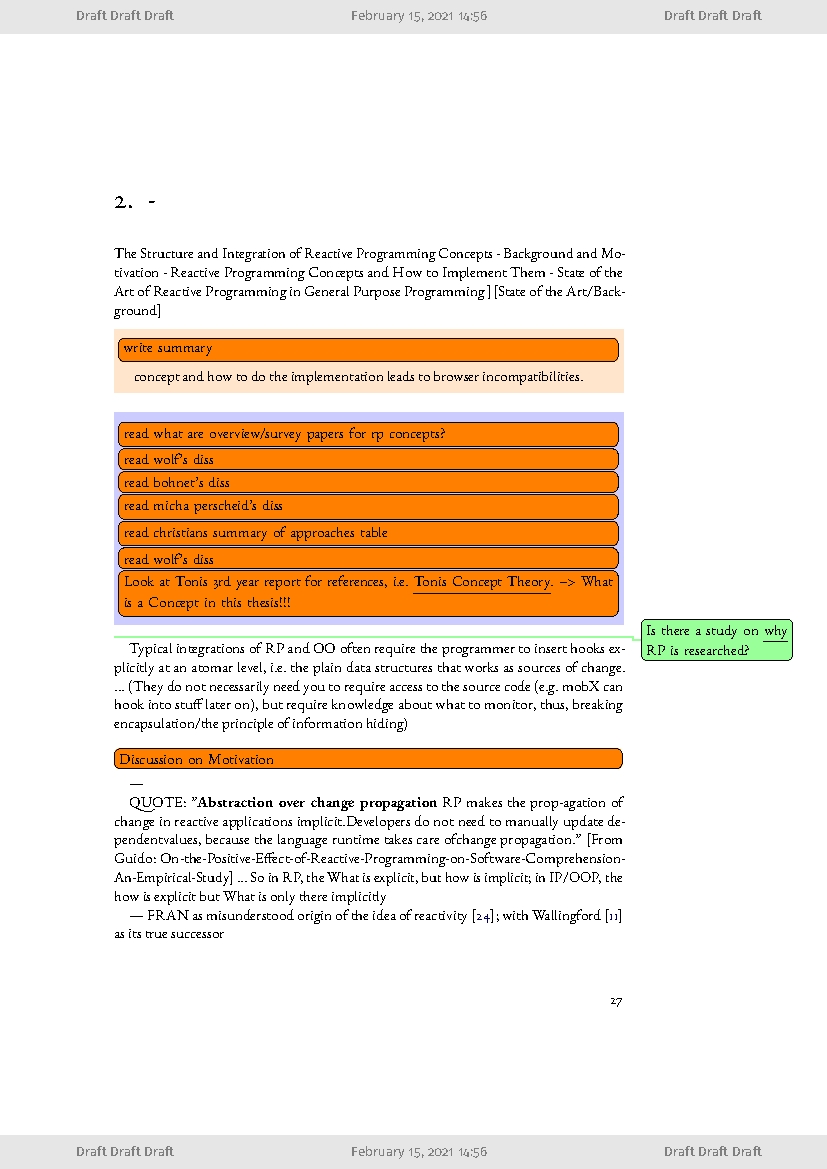 Draft Draft Draft February 15, 2021 14:56 Draft Draft Draft
2. -
The Structure and Integration of Reactive Programming Concepts - Background and Mo-
tivation - Reactive Programming Concepts and How to Implement Them - State of the
Art of Reactive Programming in General Purpose Programming ] [State of the Art/Back-
ground]
write summary
concept and how to do the implementation leads to browser incompatibilities.
read what are overview/survey papers for rp concepts?
read wolf's diss
read bohnet's diss
read micha perscheid's diss
read christians summary of approaches table
read wolf's diss
Look at Tonis 3rd year report for references, i.e. Tonis Concept Theory. –> What
is a Concept in this thesis!!!
Is there a study on why
RP is researched?
Typical integrations of RP and OO often require the programmer to insert hooks ex-
plicitly at an atomar level, i.e. the plain data structures that works as sources of change.
... (They do not necessarily need you to require access to the source code (e.g. mobX can
hook into stuff later on), but require knowledge about what to monitor, thus, breaking
encapsulation/the principle of information hiding)
Discussion on Motivation
—
QUOTE: ”Abstraction over change propagation RP makes the prop-agation of
change in reactive applications implicit.Developers do not need to manually update de-
pendentvalues, because the language runtime takes care ofchange propagation.” [From
Guido: On-the-Positive-Effect-of-Reactive-Programming-on-Software-Comprehension-
An-Empirical-Study] ... So in RP, the What is explicit, but how is implicit; in IP/OOP, the
how is explicit but What is only there implicitly
— FRAN as misunderstood origin of the idea of reactivity [24]; with Wallingford [11]
as its true successor
27
Draft Draft Draft February 15, 2021 14:56 Draft Draft Draft